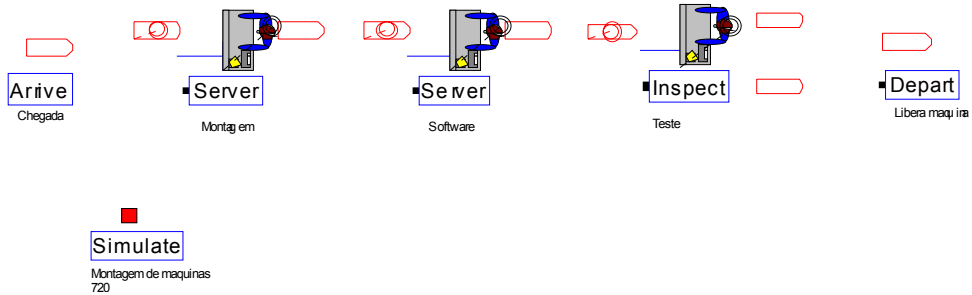 Arrive
Server
Server
Inspect
Depart
Chegada
Montagem
Software
Teste
Libera maquina
Simulate
Montagem de maquinas
720